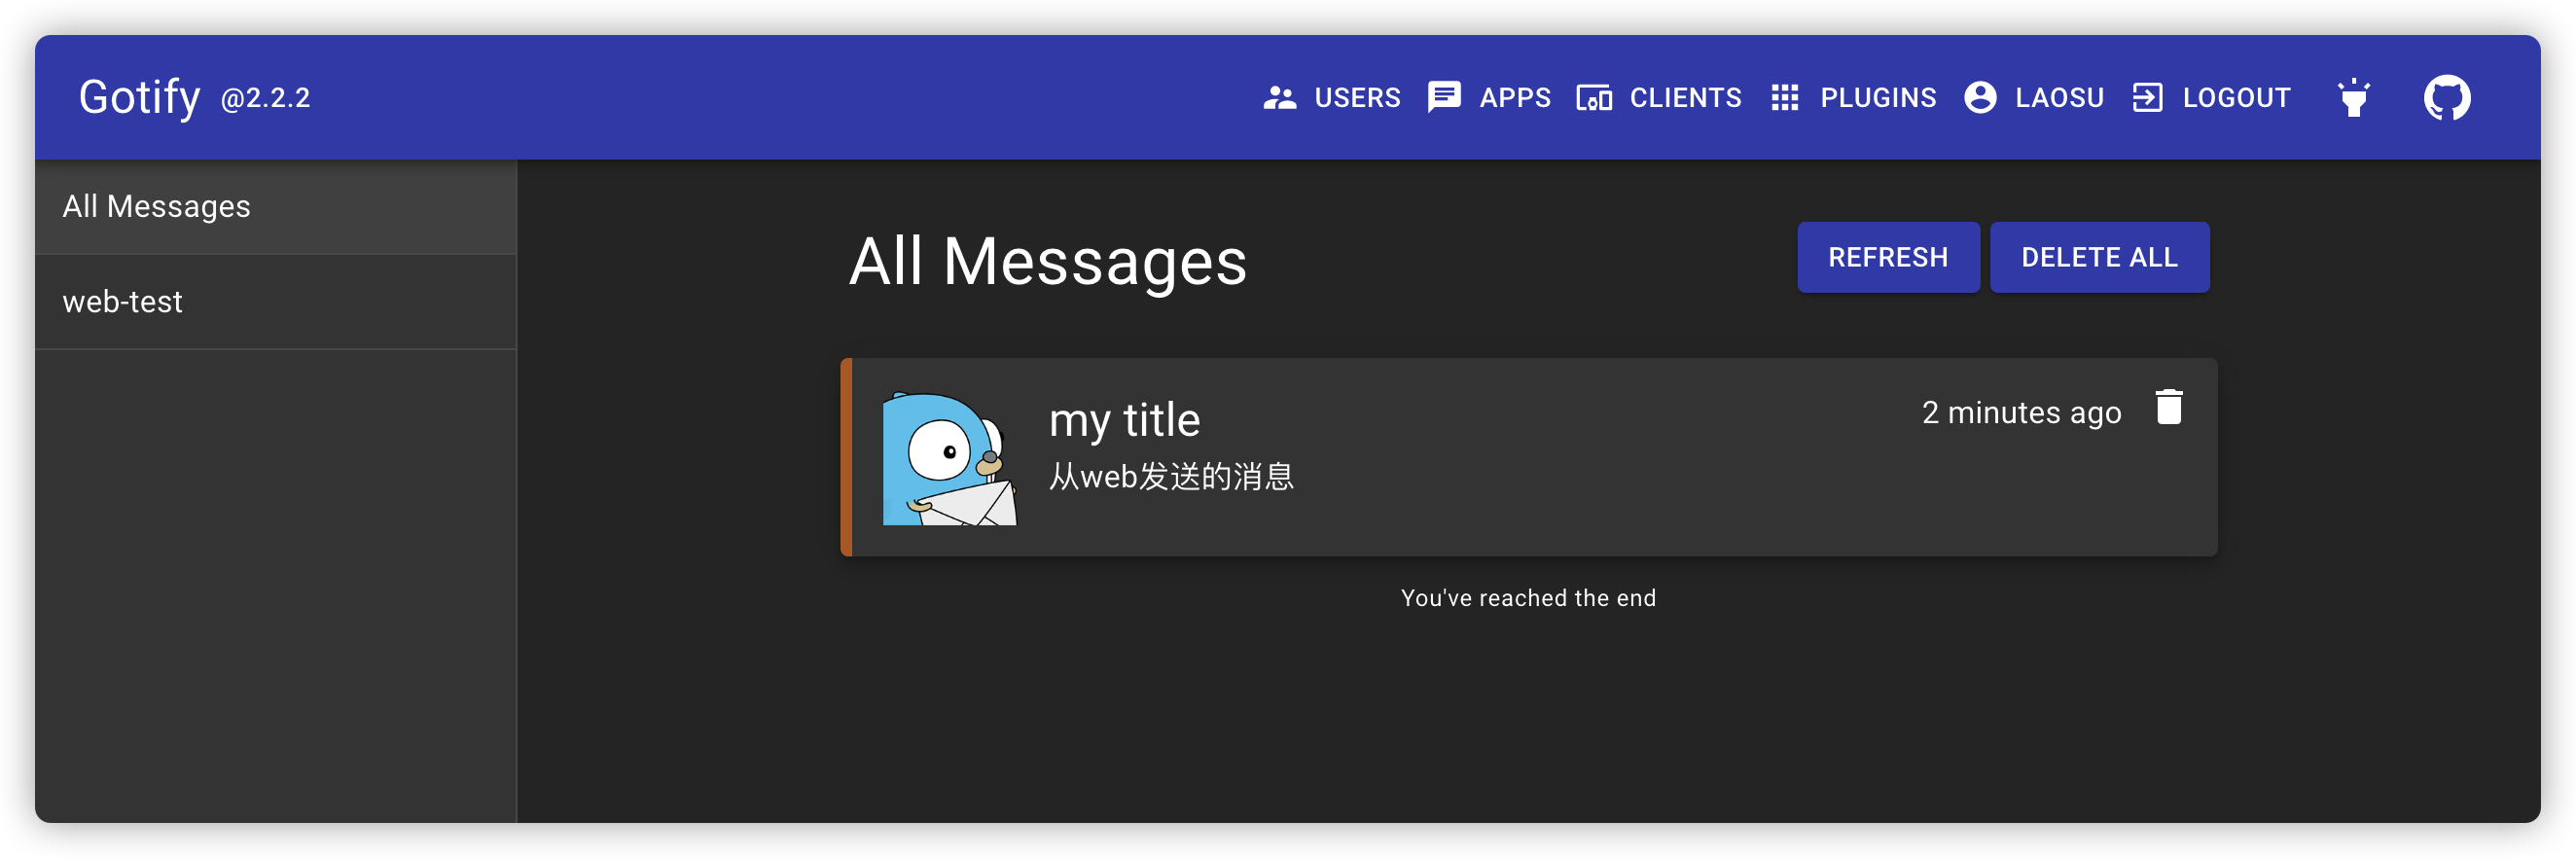 Gotify @2.2.2
USERS APPS CLIENTS PLUGINS LAOSU LOGOUT
All Messages
web-test
All Messages
REFRESH DELETE ALL
my title
2 minutes ago
从web发送的消息
You've reached the end